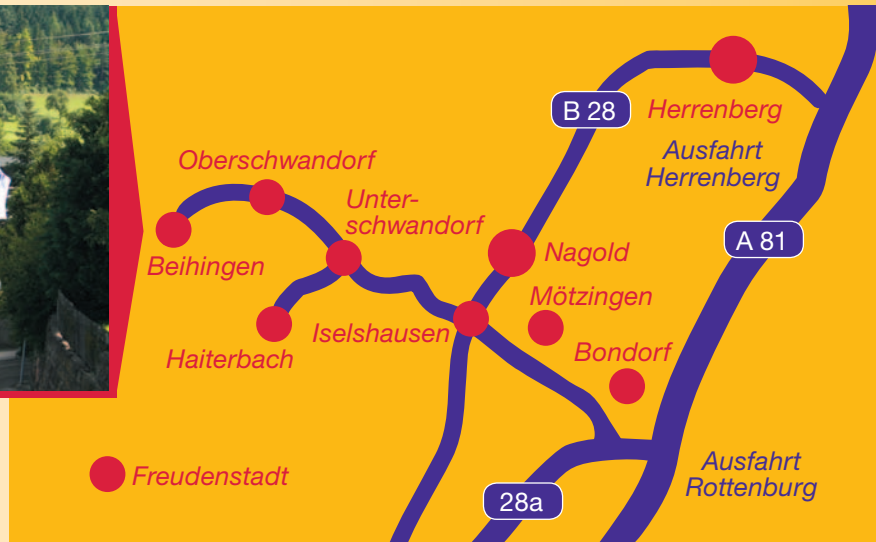 B 28
Herrenberg
Ausfahrt
Herrenberg
Oberschwandorf
Unter-
schwandorf
A 81
Nagold
Beihingen
Mötzingen
Iselshausen
Bondorf
Haiterbach
Freudenstadt
Ausfahrt
Rottenburg
28a